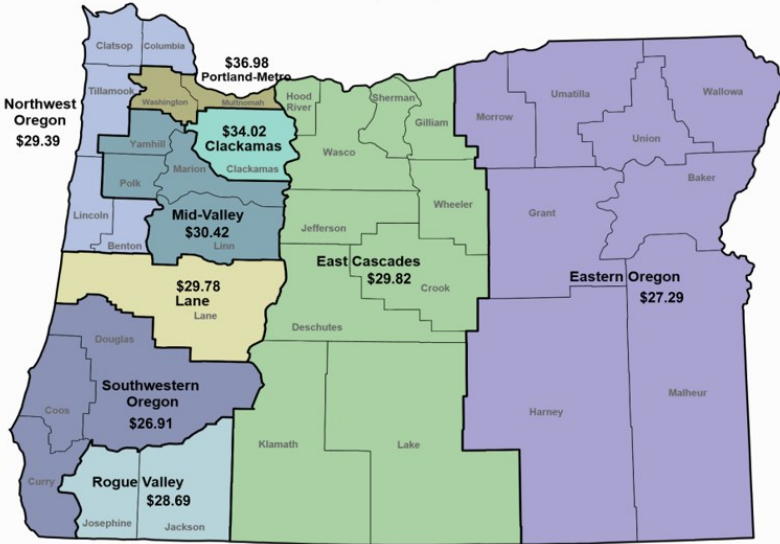 Clatsop
Columbia
$36.98
Portland-Metro
Tillamook
Washington
Multnomah
Hood
River
Sherman
Gilliam
Morrow
Umatilla
Wallowa
Union
Northwest
Oregon
$29.39
Yamhill
$34.02
Clackamas
Clackamas
Marion
Polk
Wasco
Baker
Wheeler
Grant
Lincoln
Benton
Mid-Valley
$30.42
Linn
Jefferson
East Cascades
$29.82
Crook
Eastern Oregon
$27.29
$29.78
Lane
Lane
Deschutes
Douglas
Southwestern
Oregon
$26.91
Coos
Klamath
Lake
Harney
Malheur
Curry
Rogue Valley
$28.69
Josephine
Jackson